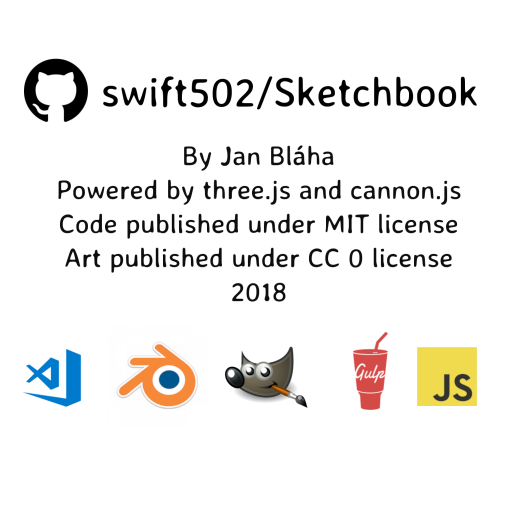 swift502/Sketchbook
By Jan Bláha
Powered by three.js and cannon.js
Code published under MIT license
Art published under CC 0 license
2018
Gulp
JS